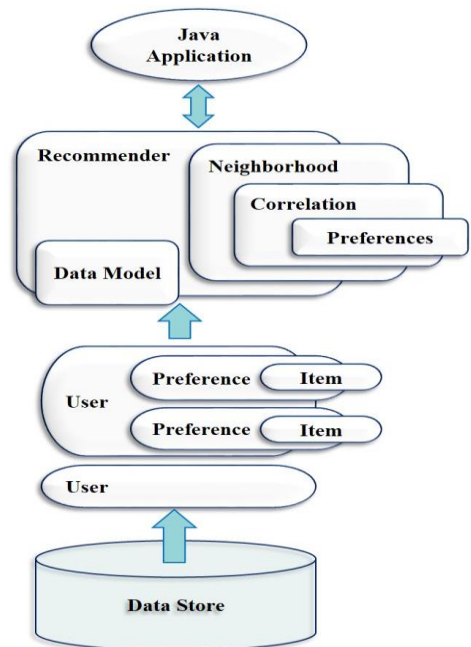 Java
Application
Recommender
Neighborhood
Correlation
Preferences
Data Model
Preference
Item
User
Preference
Item
User
Data Store